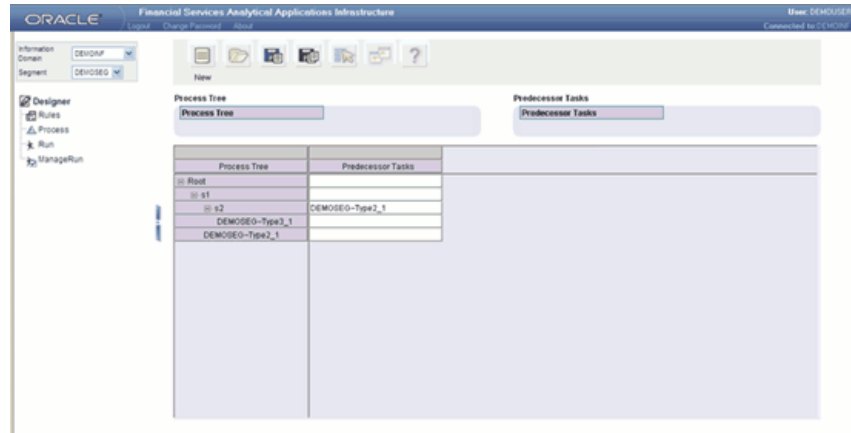 ORACLE
Financial Services Analytical Applications Infrastructure
User: DEMOUSER
Logout Change Password About
Connected to: DEMOINF
Information Domain DEMOINF
Segment DEMOSEG
New
Designer
Rules
Process
Run
ManageRun
Process Tree
Process Tree
Predecessor Tasks
Predecessor Tasks
Process Tree Predecessor Tasks
Root
s1
s2 DEMOSEG~Type2_1
DEMOSEG~Type3_1
DEMOSEG~Type2_1